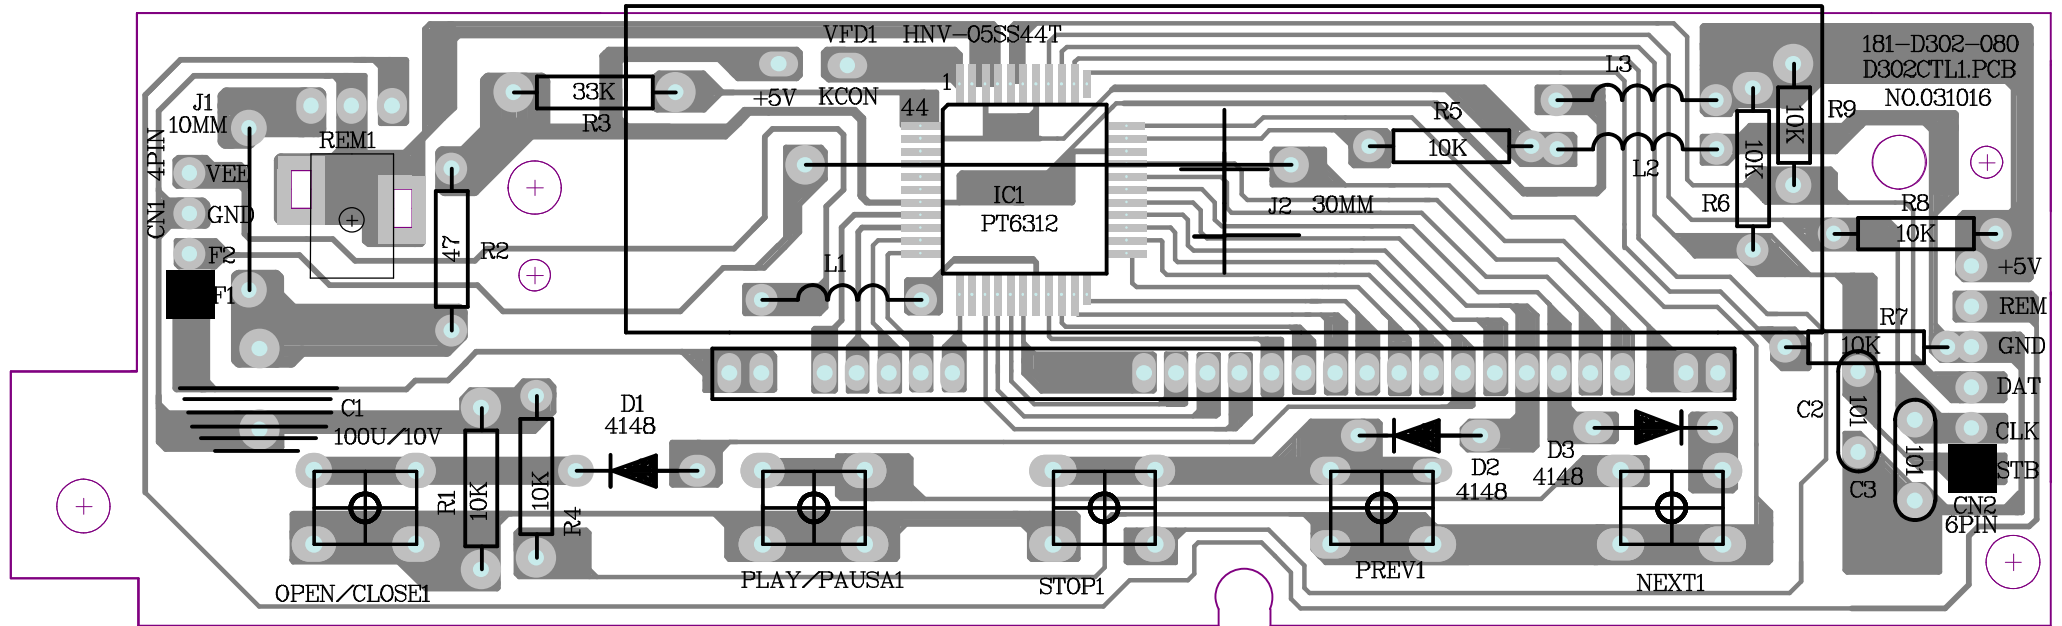 VFD1 HNV-05SS44T
181-D302-080
D302CTL1.PCB
NO.031016
L3
1
44
33K
R3
+5V
KCON
J1
10MM
REM1
4PIN
VEE
CN1
GND
F2
F1
47
R2
L1
IC1
PT6312
R5
10K
L2
J2 30MM
R9
10K
10K
R6
R8
10K
+5V
REM
R7
10K
GND
DAT
CLK
STB
CN2
6PIN
C2
101
101
C3
C1
100U/10V
D1
4148
D2
4148
D3
4148
R1
10K
10K
R4
OPEN/CLOSE1
PLAY/PAUSA1
STOP1
PREV1
NEXT1